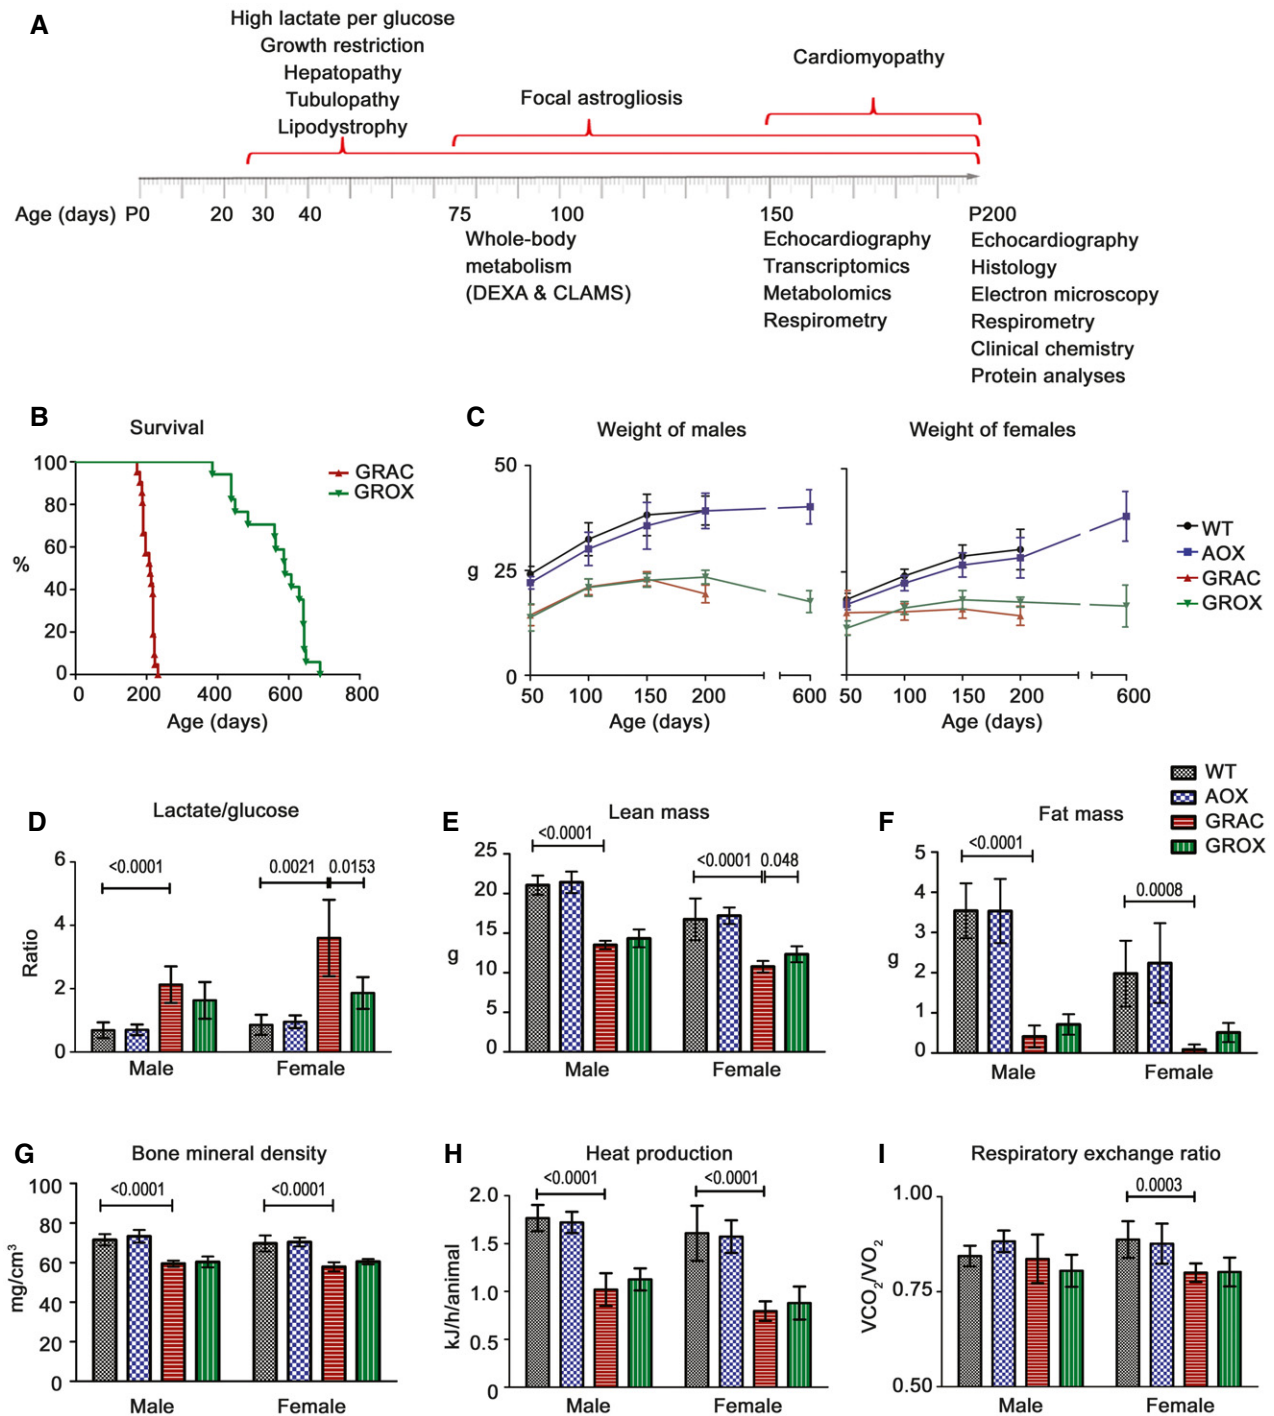 A
High lactate per glucose
Growth restriction
Hepatopathy
Tubulopathy
Lipodystrophy
Focal astrogliosis
Cardiomyopathy
Age (days) P0 20 30 40 75 100 150 P200
Whole-body
metabolism
(DEXA & CLAMS)
Echocardiography
Transcriptomics
Metabolomics
Respirometry
Echocardiography
Histology
Electron microscopy
Respirometry
Clinical chemistry
Protein analyses
B
Survival
100
80
60
40
20
0
%
0 200 400 600 800
Age (days)
GRAC
GROX
C
Weight of males
50
25
0
g
50 100 150 200 600
Age (days)
Weight of females
50 100 150 200 600
Age (days)
WT
AOX
GRAC
GROX
WT
AOX
GRAC
GROX
D
Lactate/glucose
6
4
2
0
Ratio
<0.0001
0.0021 0.0153
Male Female
E
Lean mass
25
20
15
10
5
0
g
<0.0001
<0.0001 0.048
Male Female
F
Fat mass
5
4
3
2
1
0
g
<0.0001
0.0008
Male Female
G
Bone mineral density
100
80
60
40
20
0
mg/cm³
<0.0001
<0.0001
Male Female
H
Heat production
2.0
1.5
1.0
0.5
0
kJ/h/animal
<0.0001
<0.0001
Male Female
I
Respiratory exchange ratio
1.00
0.75
0.50
VCO₂/VO₂
0.0003
Male Female